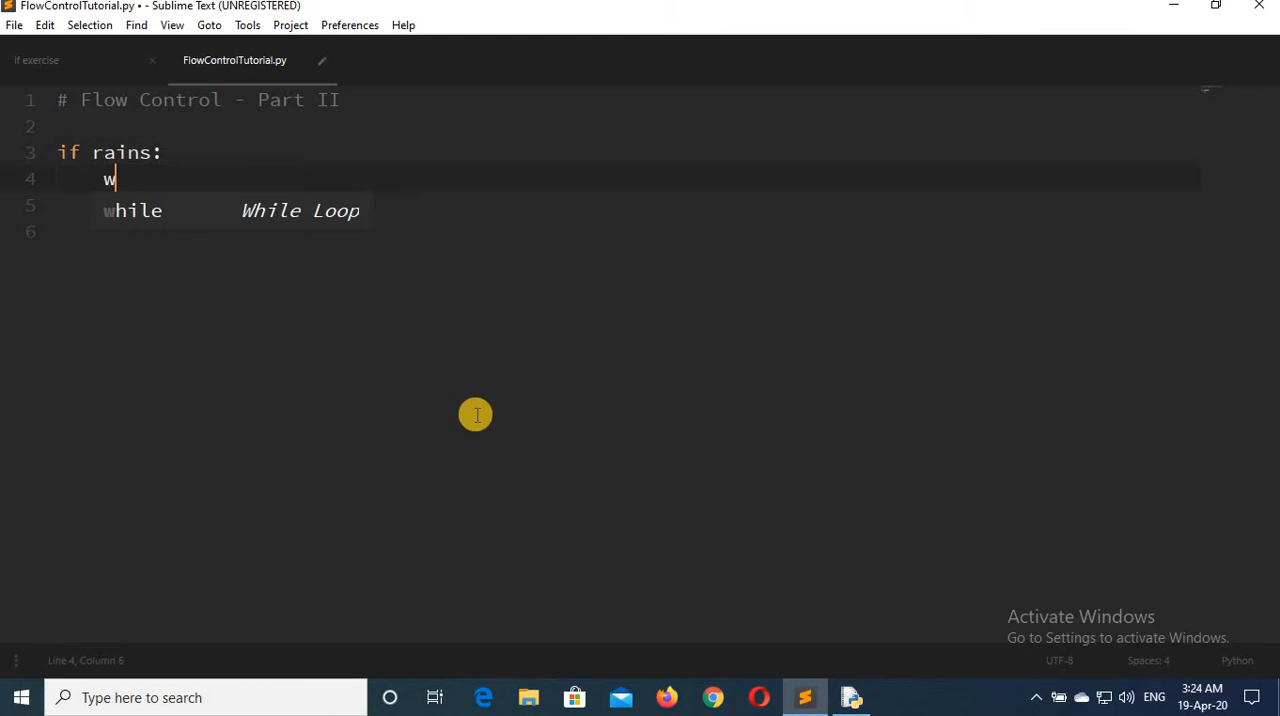 FlowControlTutorial.py • - Sublime Text (UNREGISTERED)
File Edit Selection Find View Goto Tools Project Preferences Help
If exercise FlowControlTutorial.py
1 # Flow Control - Part II
2
3 if rains:
4 w
while While Loop
5
6
Activate Windows
Go to Settings to activate Windows.
Line 4, Column 6 UTF-8 Spaces: 4 Python
Type here to search ENG 3:24 AM
19-Apr-20